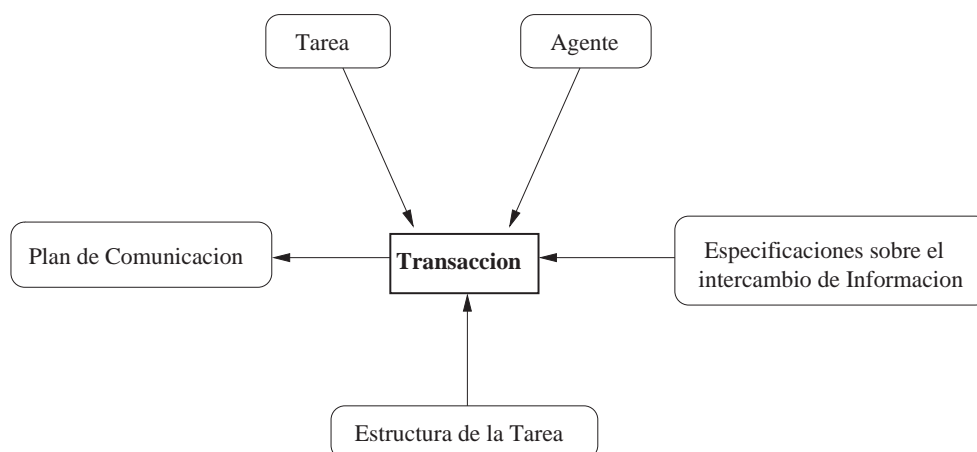 Tarea
Agente
Plan de Comunicacion
Transaccion
Especificaciones sobre el
intercambio de Informacion
Estructura de la Tarea